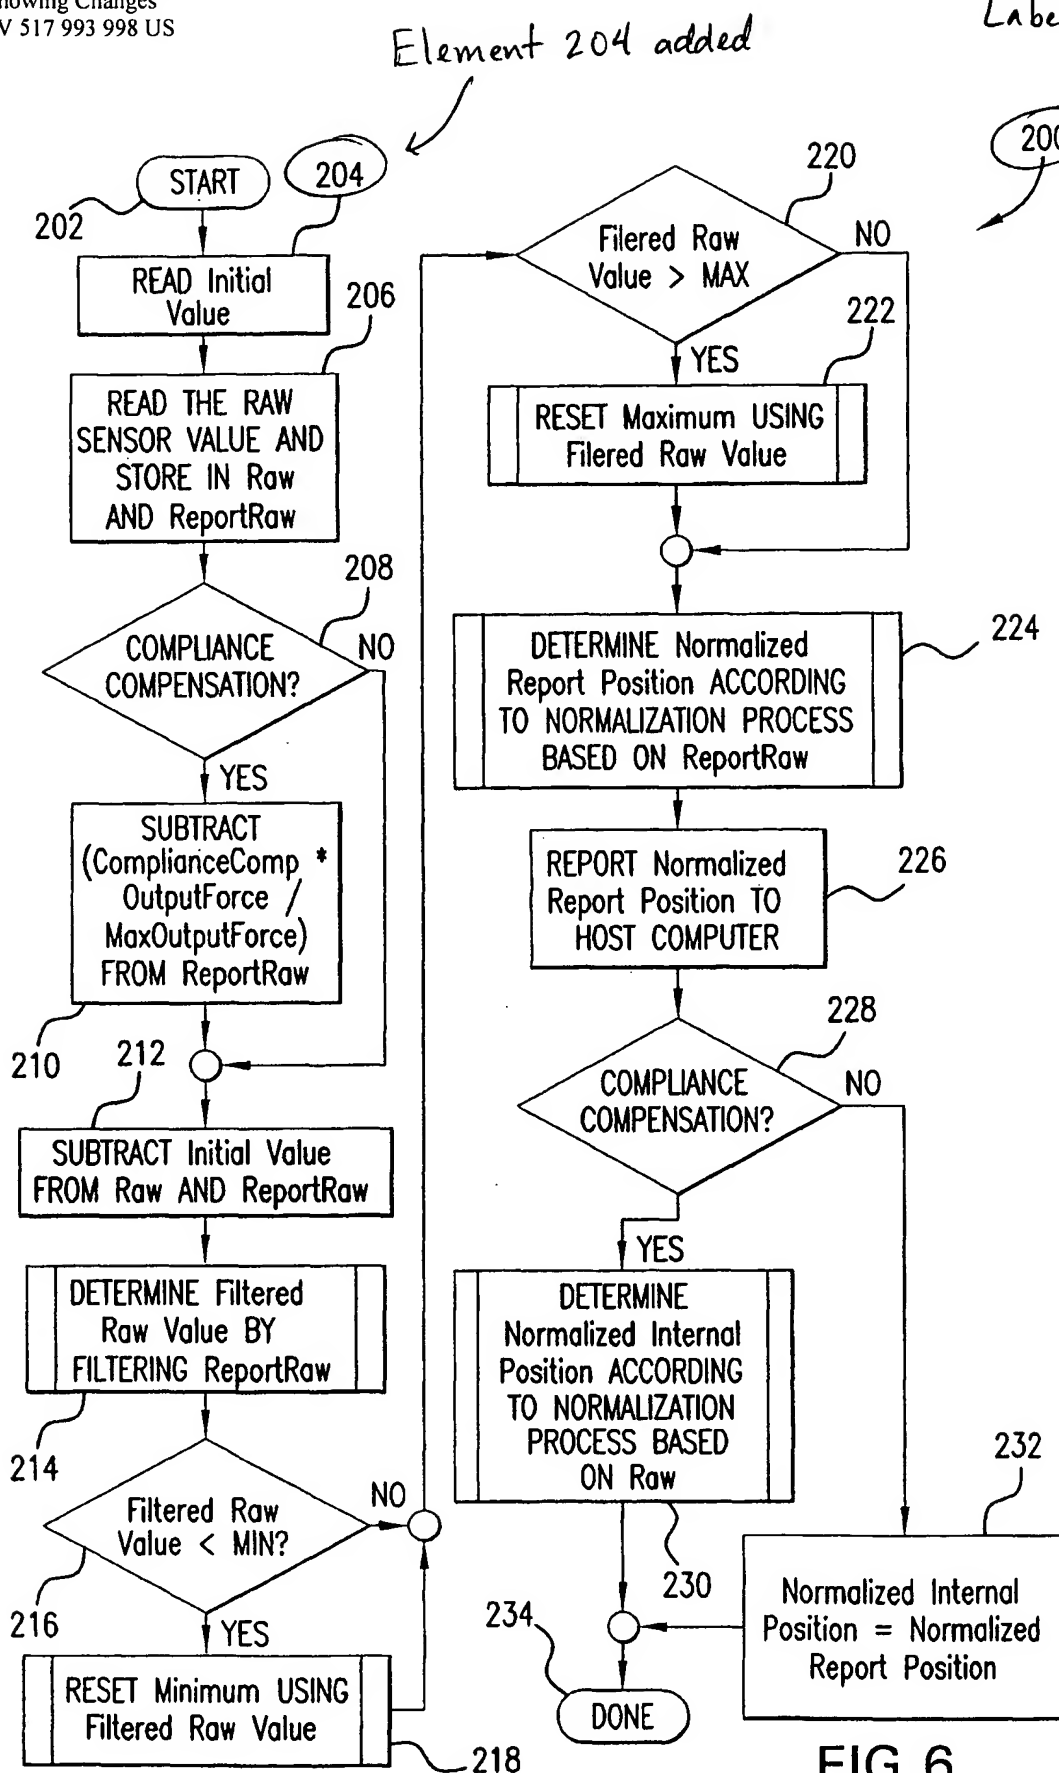 howing Changes
V 517 993 998 US
Element 204 added
Labe
200
START
204
202
READ Initial
Value
206
READ THE RAW
SENSOR VALUE AND
STORE IN Raw
AND ReportRaw
208
COMPLIANCE
COMPENSATION?
NO
YES
SUBTRACT
(ComplianceComp *
OutputForce /
MaxOutputForce)
FROM ReportRaw
210
212
SUBTRACT Initial Value
FROM Raw AND ReportRaw
DETERMINE Filtered
Raw Value BY
FILTERING ReportRaw
214
Filtered Raw
Value < MIN?
NO
216
YES
RESET Minimum USING
Filtered Raw Value
218
220
Filered Raw
Value > MAX
NO
222
YES
RESET Maximum USING
Filered Raw Value
DETERMINE Normalized
Report Position ACCORDING
TO NORMALIZATION PROCESS
BASED ON ReportRaw
224
REPORT Normalized
Report Position TO
HOST COMPUTER
226
228
COMPLIANCE
COMPENSATION?
NO
YES
DETERMINE
Normalized Internal
Position ACCORDING
TO NORMALIZATION
PROCESS BASED
ON Raw
230
232
Normalized Internal
Position = Normalized
Report Position
234
DONE
FIG 6